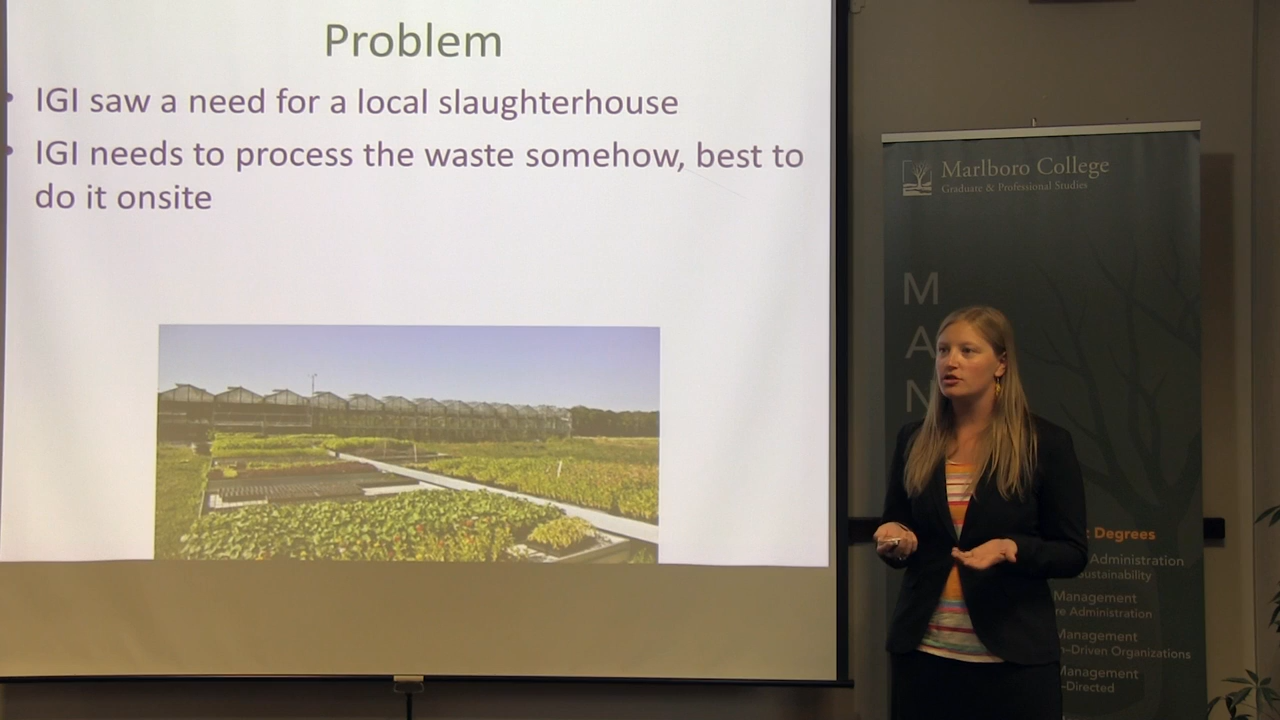 Problem
• IGI saw a need for a local slaughterhouse
• IGI needs to process the waste somehow, best to
do it onsite
Marlboro College
Graduate & Professional Studies
M
A
N
Degrees
Administration
Sustainability
Management
Administration
Management
–Driven Organizations
Management
–Directed